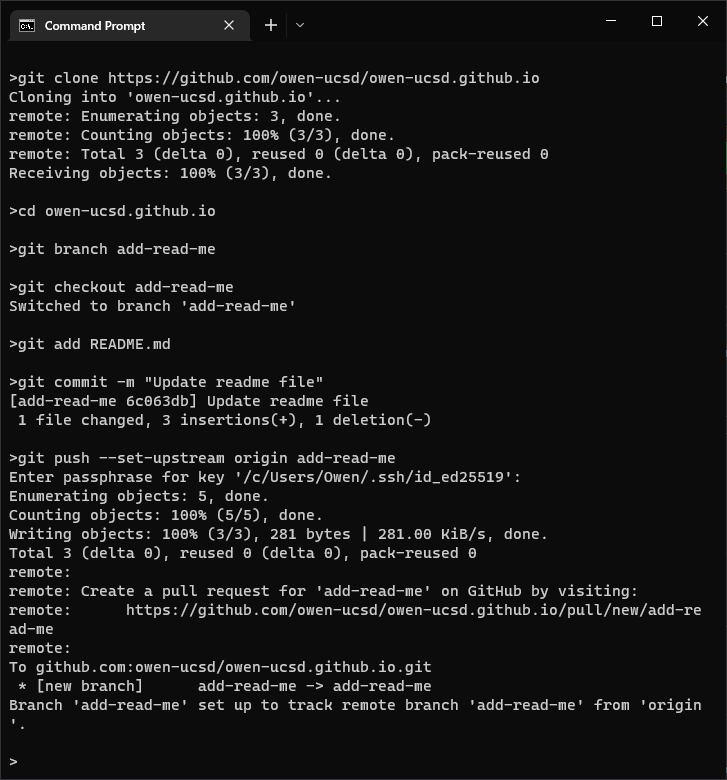 Command Prompt
>git clone https://github.com/owen-ucsd/owen-ucsd.github.io
Cloning into 'owen-ucsd.github.io'...
remote: Enumerating objects: 3, done.
remote: Counting objects: 100% (3/3), done.
remote: Total 3 (delta 0), reused 0 (delta 0), pack-reused 0
Receiving objects: 100% (3/3), done.
>cd owen-ucsd.github.io
>git branch add-read-me
>git checkout add-read-me
Switched to branch 'add-read-me'
>git add README.md
>git commit -m "Update readme file"
[add-read-me 6c063db] Update readme file
 1 file changed, 3 insertions(+), 1 deletion(-)
>git push --set-upstream origin add-read-me
Enter passphrase for key '/c/Users/Owen/.ssh/id_ed25519':
Enumerating objects: 5, done.
Counting objects: 100% (5/5), done.
Writing objects: 100% (3/3), 281 bytes | 281.00 KiB/s, done.
Total 3 (delta 0), reused 0 (delta 0), pack-reused 0
remote:
remote: Create a pull request for 'add-read-me' on GitHub by visiting:
remote:      https://github.com/owen-ucsd/owen-ucsd.github.io/pull/new/add-re
ad-me
remote:
To github.com:owen-ucsd/owen-ucsd.github.io.git
 * [new branch]      add-read-me -> add-read-me
Branch 'add-read-me' set up to track remote branch 'add-read-me' from 'origin
'.
>